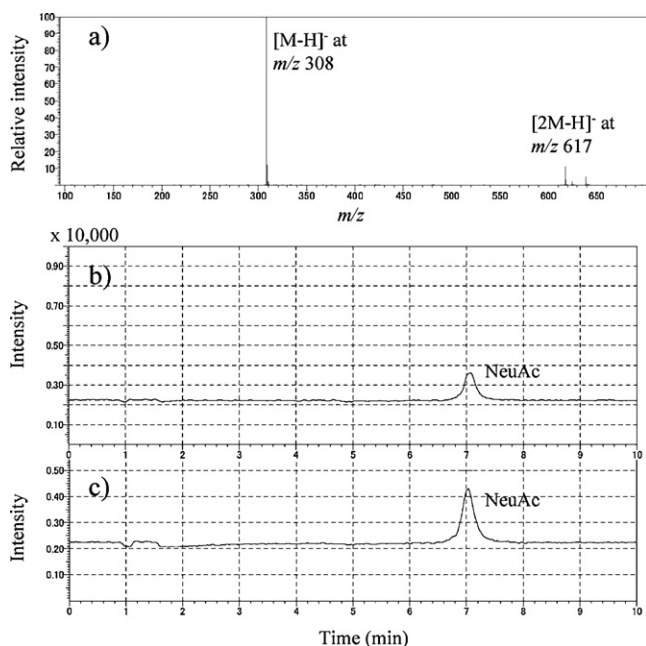 a)
[M-H]⁻ at
m/z 308
[2M-H]⁻ at
m/z 617
Relative intensity
100
90
80
70
60
50
40
30
20
10
100 150 200 250 300 350 400 450 500 550 600 650
m/z
x 10,000
b)
Intensity
0.90
0.70
0.50
0.30
0.10
NeuAc
0 1 2 3 4 5 6 7 8 9 10
c)
Intensity
0.50
0.40
0.30
0.20
0.10
NeuAc
0 1 2 3 4 5 6 7 8 9 10
Time (min)